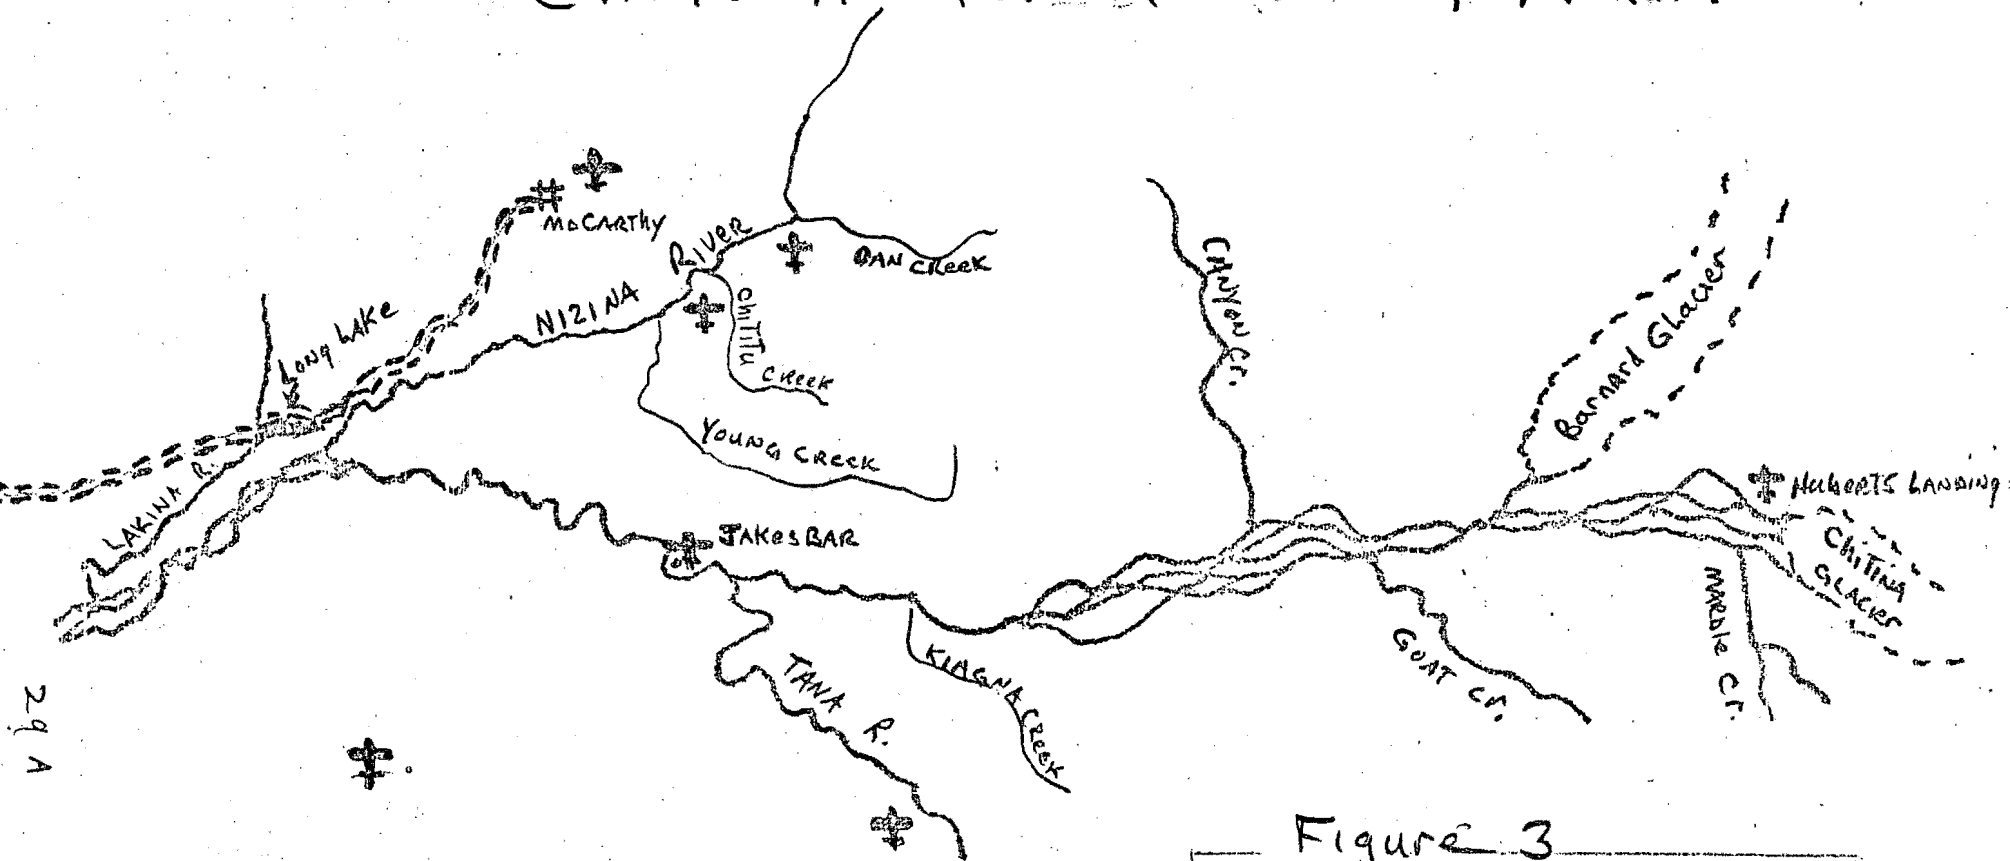 McCARThy
RIVER
DAN CREEK
NIZINA
ChITITU
CREEK
LONg LAKe
CANYON Cr.
Barnard Glacier
YOUNG CREEK
LAKINA R.
HuberTS LANDINg
JAKES BAR
ChITINA
GLACIER
MARble Cr.
GOAT Cr.
KIAGNA CREEK
TANA R.
29 A
Figure 3